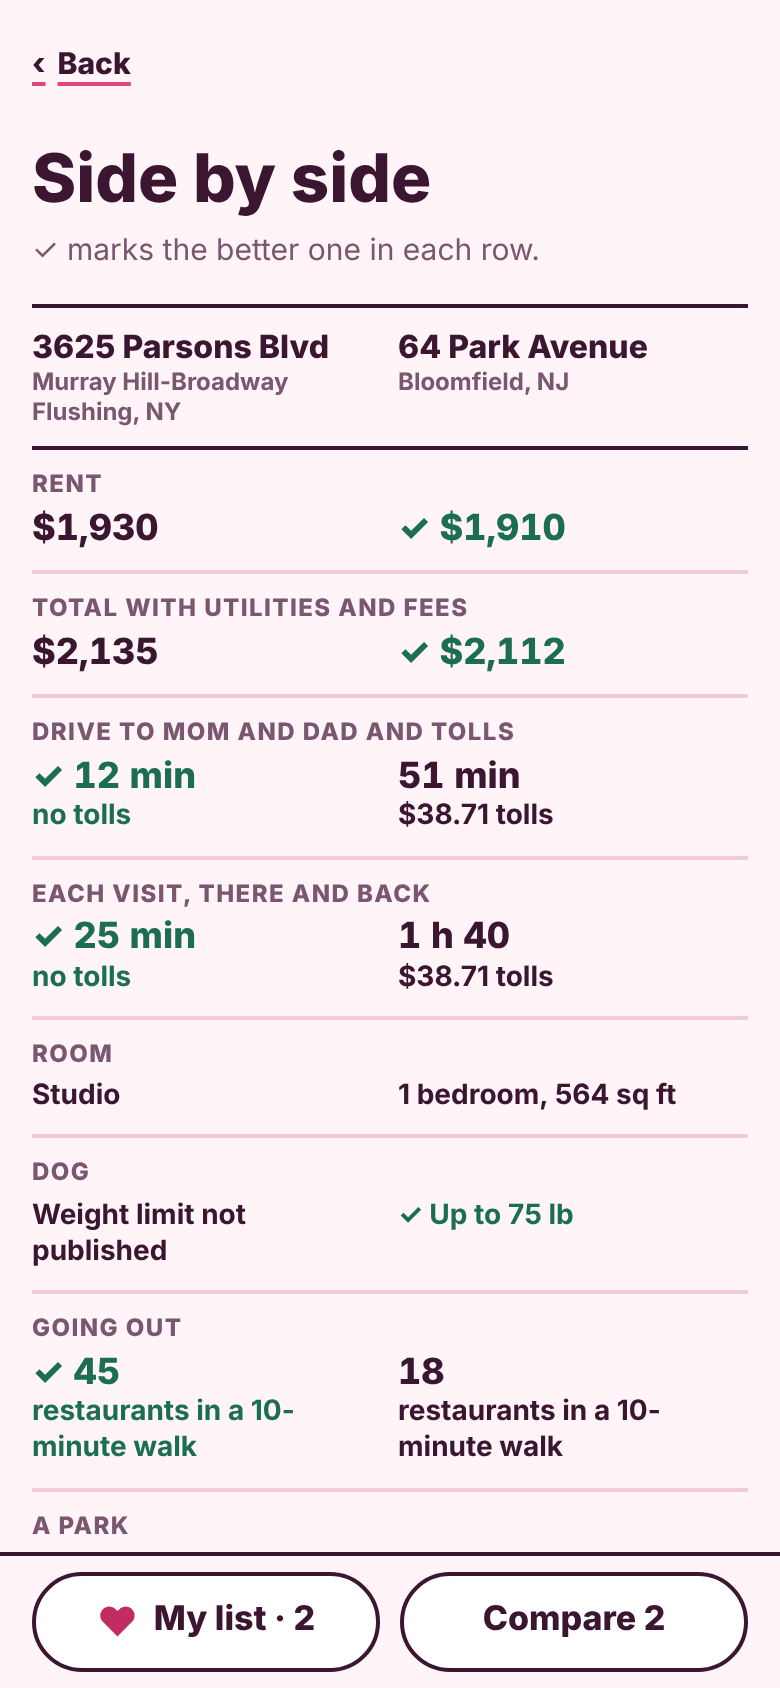 ‹ Back
Side by side
✓ marks the better one in each row.
3625 Parsons Blvd
Murray Hill-Broadway
Flushing, NY
64 Park Avenue
Bloomfield, NJ
RENT
$1,930
✓ $1,910
TOTAL WITH UTILITIES AND FEES
$2,135
✓ $2,112
DRIVE TO MOM AND DAD AND TOLLS
✓ 12 min
no tolls
51 min
$38.71 tolls
EACH VISIT, THERE AND BACK
✓ 25 min
no tolls
1 h 40
$38.71 tolls
ROOM
Studio
1 bedroom, 564 sq ft
DOG
Weight limit not
published
✓ Up to 75 lb
GOING OUT
✓ 45
restaurants in a 10-
minute walk
18
restaurants in a 10-
minute walk
A PARK
♥ My list · 2
Compare 2